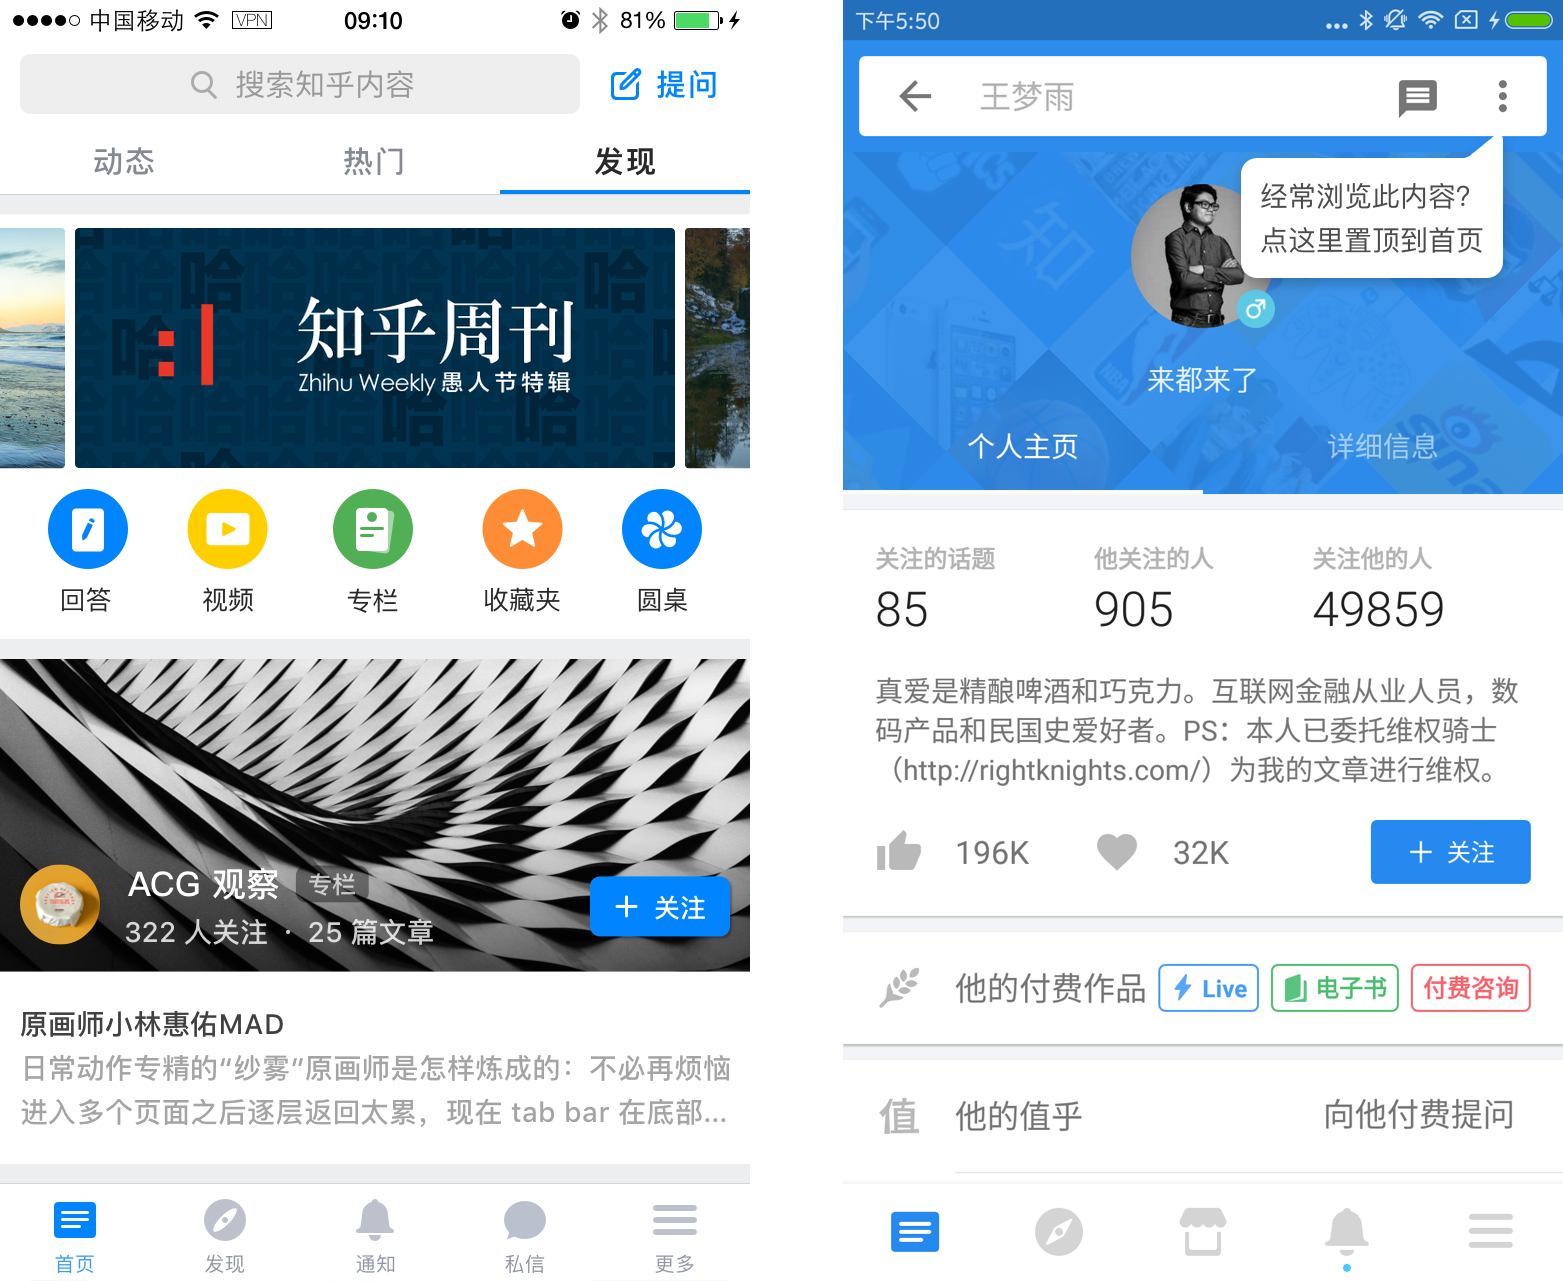 中国移动 VPN 09:10 81%
搜索知乎内容 提问
动态 热门 发现
知乎周刊
Zhihu Weekly 愚人节特辑
回答 视频 专栏 收藏夹 圆桌
ACG 观察 专栏
322 人关注 · 25 篇文章
+ 关注
原画师小林惠佑MAD
日常动作专精的“纱雾”原画师是怎样炼成的：不必再烦恼
进入多个页面之后逐层返回太累，现在 tab bar 在底部...
首页 发现 通知 私信 更多
下午5:50
王梦雨
经常浏览此内容?
点这里置顶到首页
来都来了
个人主页 详细信息
关注的话题 他关注的人 关注他的人
85 905 49859
真爱是精酿啤酒和巧克力。互联网金融从业人员，数
码产品和民国史爱好者。PS：本人已委托维权骑士
（http://rightknights.com/）为我的文章进行维权。
196K 32K + 关注
他的付费作品 Live 电子书 付费咨询
值 他的值乎 向他付费提问